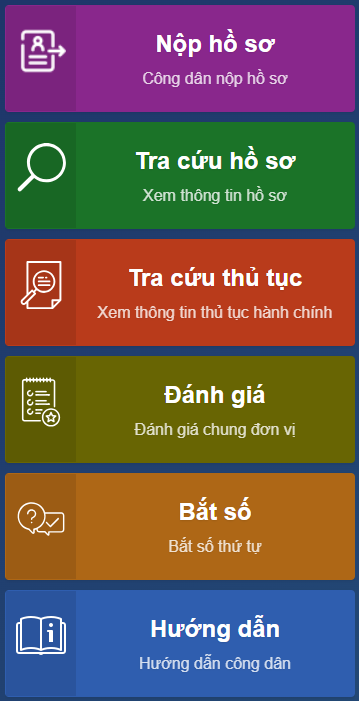 Nộp hồ sơ
Công dân nộp hồ sơ
Tra cứu hồ sơ
Xem thông tin hồ sơ
Tra cứu thủ tục
Xem thông tin thủ tục hành chính
Đánh giá
Đánh giá chung đơn vị
Bắt số
Bắt số thứ tự
Hướng dẫn
Hướng dẫn công dân